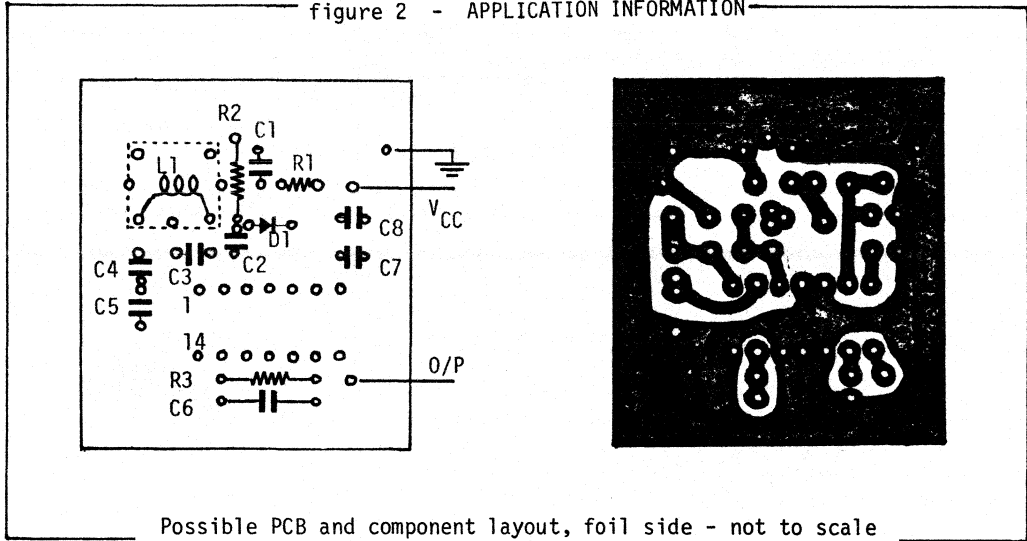 figure 2 - APPLICATION INFORMATION
R2
C1
L1
R1
VCC
C8
D1
C2
C7
C4
C3
C5
1
14
O/P
R3
C6
Possible PCB and component layout, foil side - not to scale